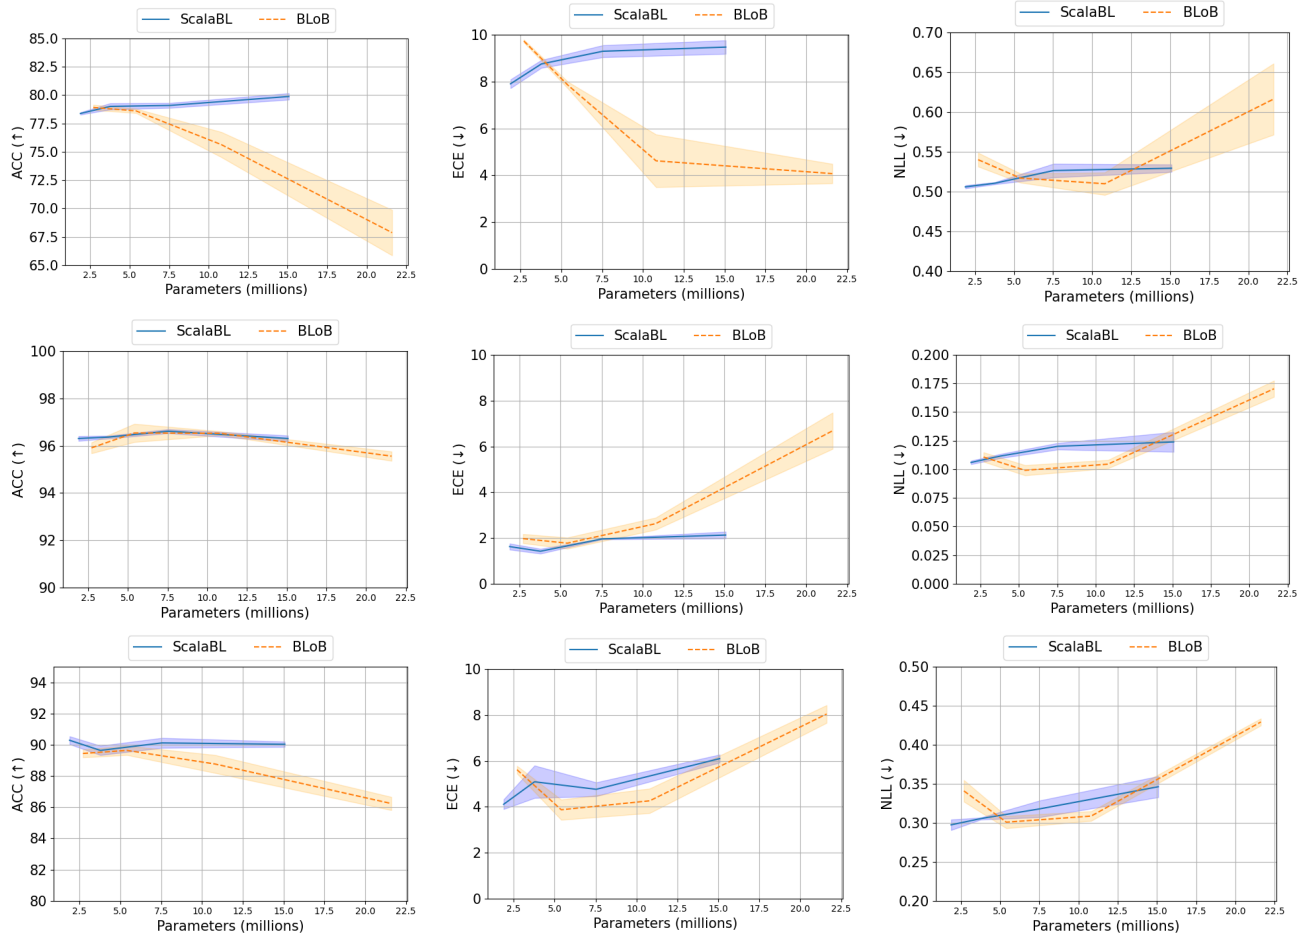 ScalaBL BLoB
85.0
82.5
80.0
77.5
75.0
72.5
70.0
67.5
65.0
ACC (↑)
2.5 5.0 7.5 10.0 12.5 15.0 17.5 20.0 22.5
Parameters (millions)
ScalaBL BLoB
10
8
6
4
2
0
ECE (↓)
2.5 5.0 7.5 10.0 12.5 15.0 17.5 20.0 22.5
Parameters (millions)
ScalaBL BLoB
0.70
0.65
0.60
0.55
0.50
0.45
0.40
NLL (↓)
2.5 5.0 7.5 10.0 12.5 15.0 17.5 20.0 22.5
Parameters (millions)
ScalaBL BLoB
100
98
96
94
92
90
ACC (↑)
2.5 5.0 7.5 10.0 12.5 15.0 17.5 20.0 22.5
Parameters (millions)
ScalaBL BLoB
10
8
6
4
2
0
ECE (↓)
2.5 5.0 7.5 10.0 12.5 15.0 17.5 20.0 22.5
Parameters (millions)
ScalaBL BLoB
0.200
0.175
0.150
0.125
0.100
0.075
0.050
0.025
0.000
NLL (↓)
2.5 5.0 7.5 10.0 12.5 15.0 17.5 20.0 22.5
Parameters (millions)
ScalaBL BLoB
94
92
90
88
86
84
82
80
ACC (↑)
2.5 5.0 7.5 10.0 12.5 15.0 17.5 20.0 22.5
Parameters (millions)
ScalaBL BLoB
10
8
6
4
2
0
ECE (↓)
2.5 5.0 7.5 10.0 12.5 15.0 17.5 20.0 22.5
Parameters (millions)
ScalaBL BLoB
0.50
0.45
0.40
0.35
0.30
0.25
0.20
NLL (↓)
2.5 5.0 7.5 10.0 12.5 15.0 17.5 20.0 22.5
Parameters (millions)